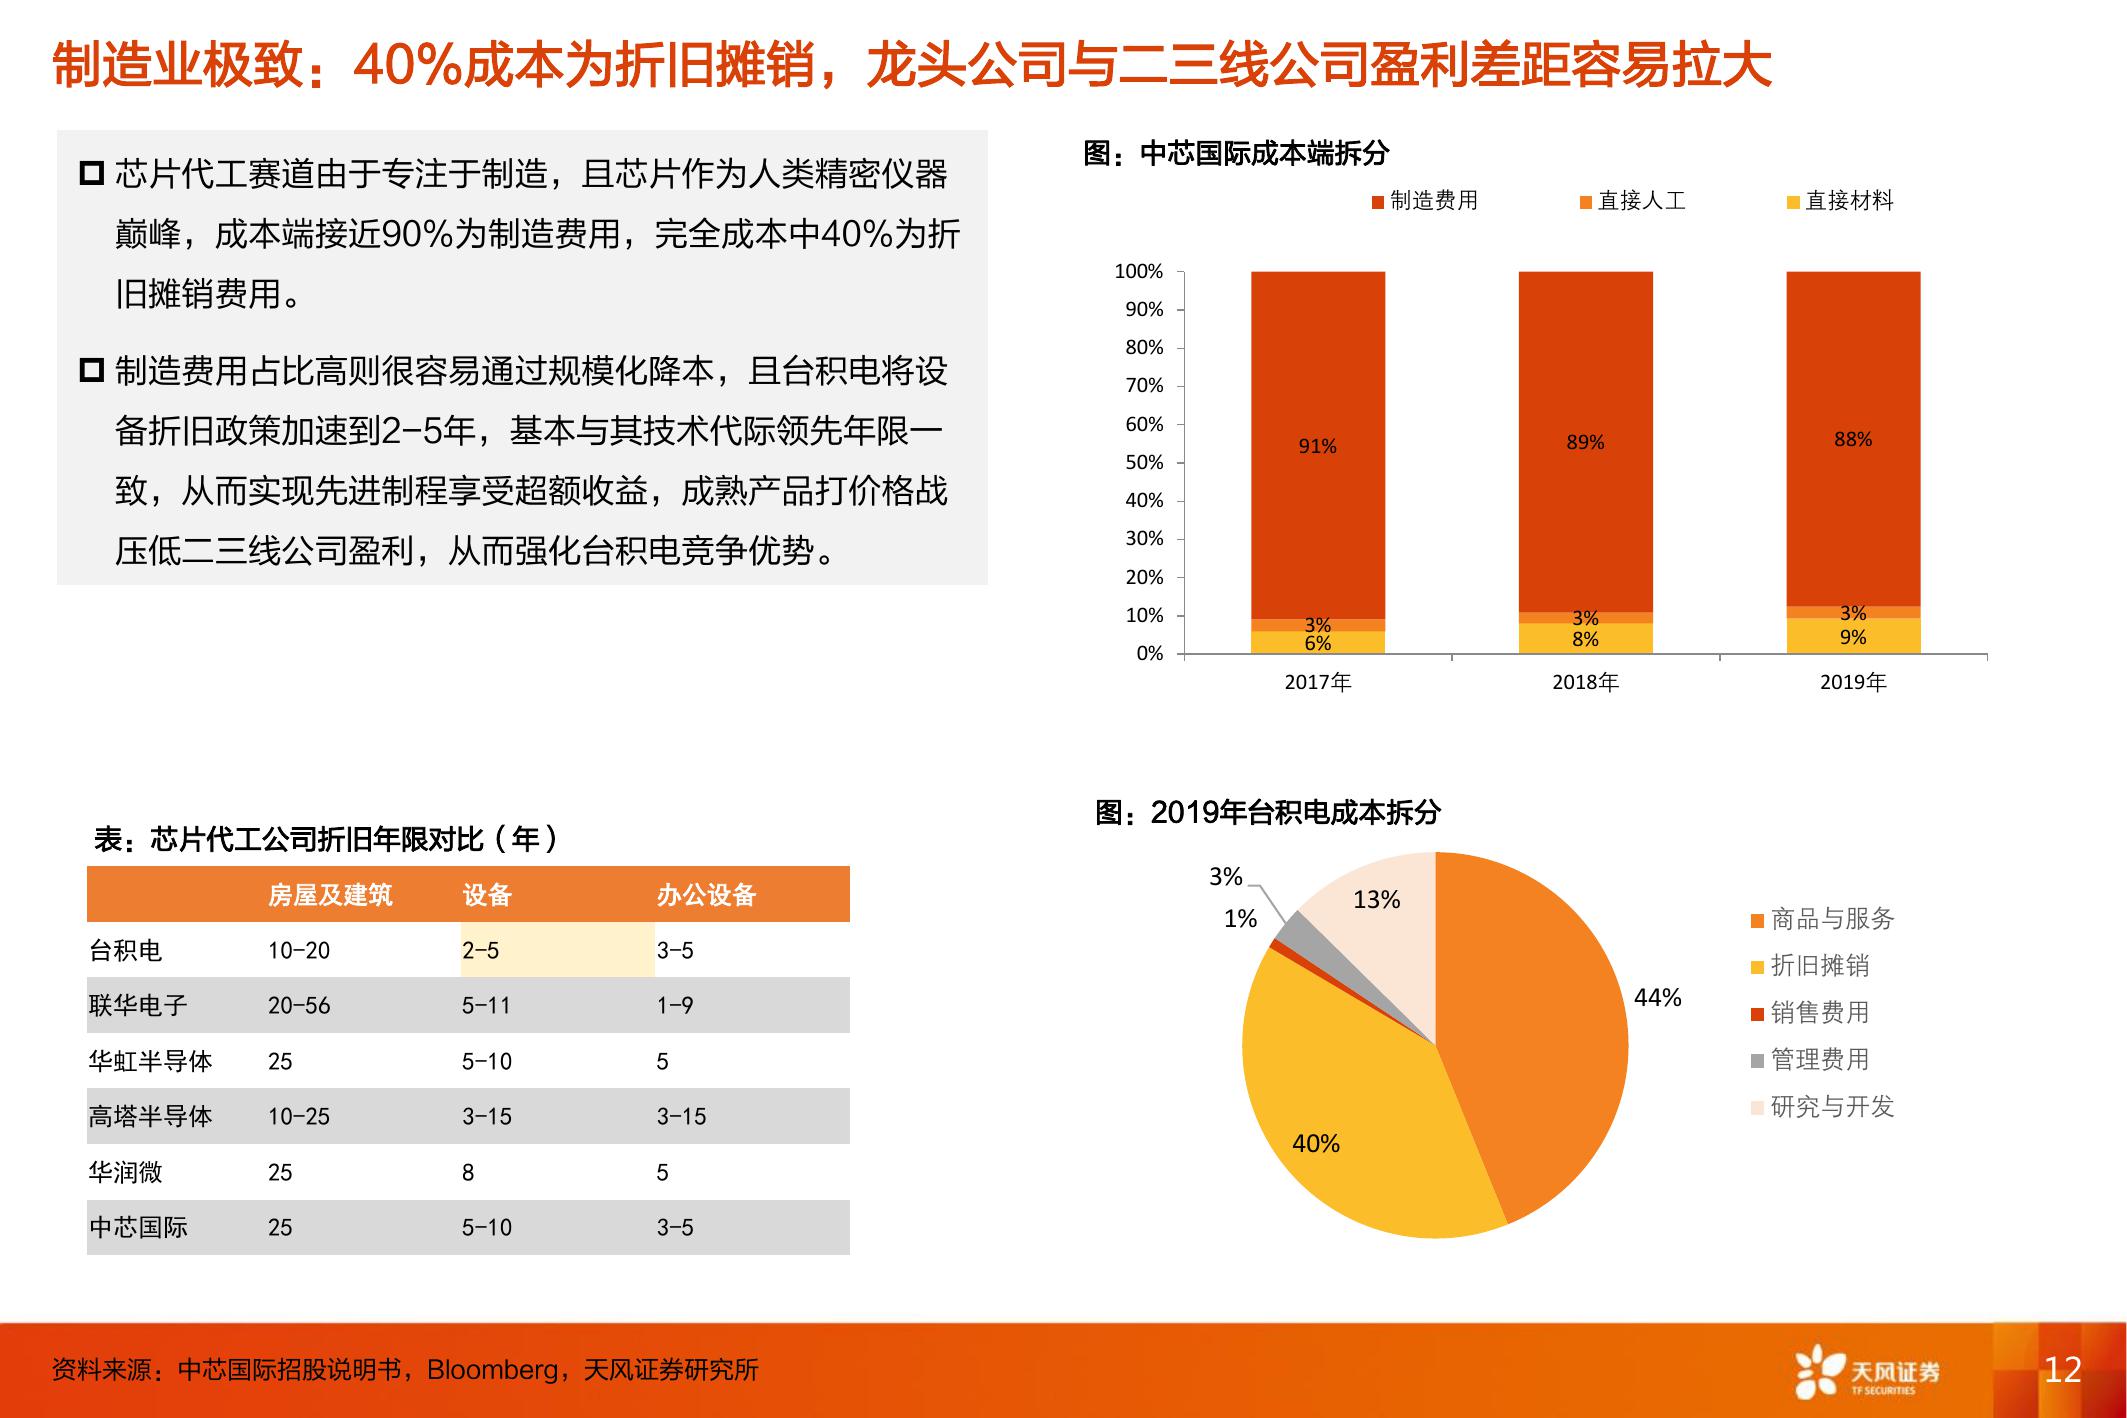 制造业极致：40%成本为折旧摊销，龙头公司与二三线公司盈利差距容易拉大
芯片代工赛道由于专注于制造，且芯片作为人类精密仪器
巅峰，成本端接近90%为制造费用，完全成本中40%为折
旧摊销费用。
制造费用占比高则很容易通过规模化降本，且台积电将设
备折旧政策加速到2-5年，基本与其技术代际领先年限一
致，从而实现先进制程享受超额收益，成熟产品打价格战
压低二三线公司盈利，从而强化台积电竞争优势。
图：中芯国际成本端拆分
制造费用 直接人工 直接材料
100%
90%
80%
70%
60%
50%
40%
30%
20%
10%
0%
91%
3%
6%
89%
3%
8%
88%
3%
9%
2017年 2018年 2019年
表：芯片代工公司折旧年限对比（年）
房屋及建筑 设备 办公设备
台积电 10-20 2-5 3-5
联华电子 20-56 5-11 1-9
华虹半导体 25 5-10 5
高塔半导体 10-25 3-15 3-15
华润微 25 8 5
中芯国际 25 5-10 3-5
图：2019年台积电成本拆分
3%
1%
13%
44%
40%
商品与服务
折旧摊销
销售费用
管理费用
研究与开发
资料来源：中芯国际招股说明书，Bloomberg，天风证券研究所
天风证券
TF SECURITIES
12